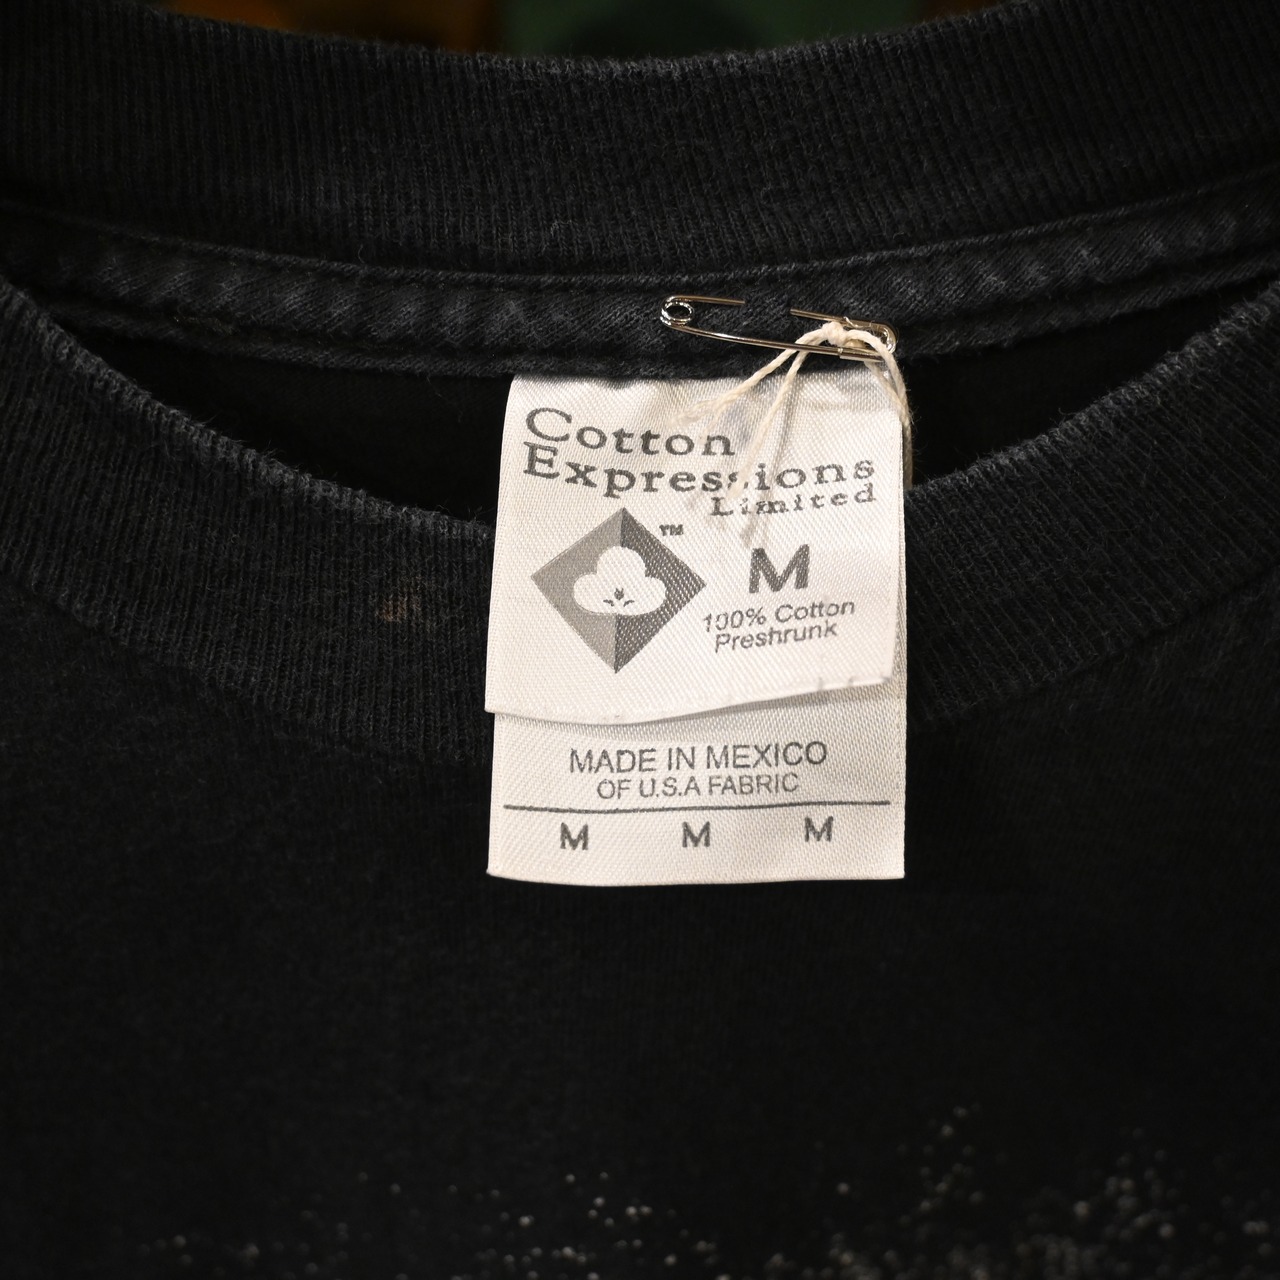 Cotton
Expressions
Limited
TM
M
100% Cotton
Preshrunk
MADE IN MEXICO
OF U.S.A FABRIC
M M M